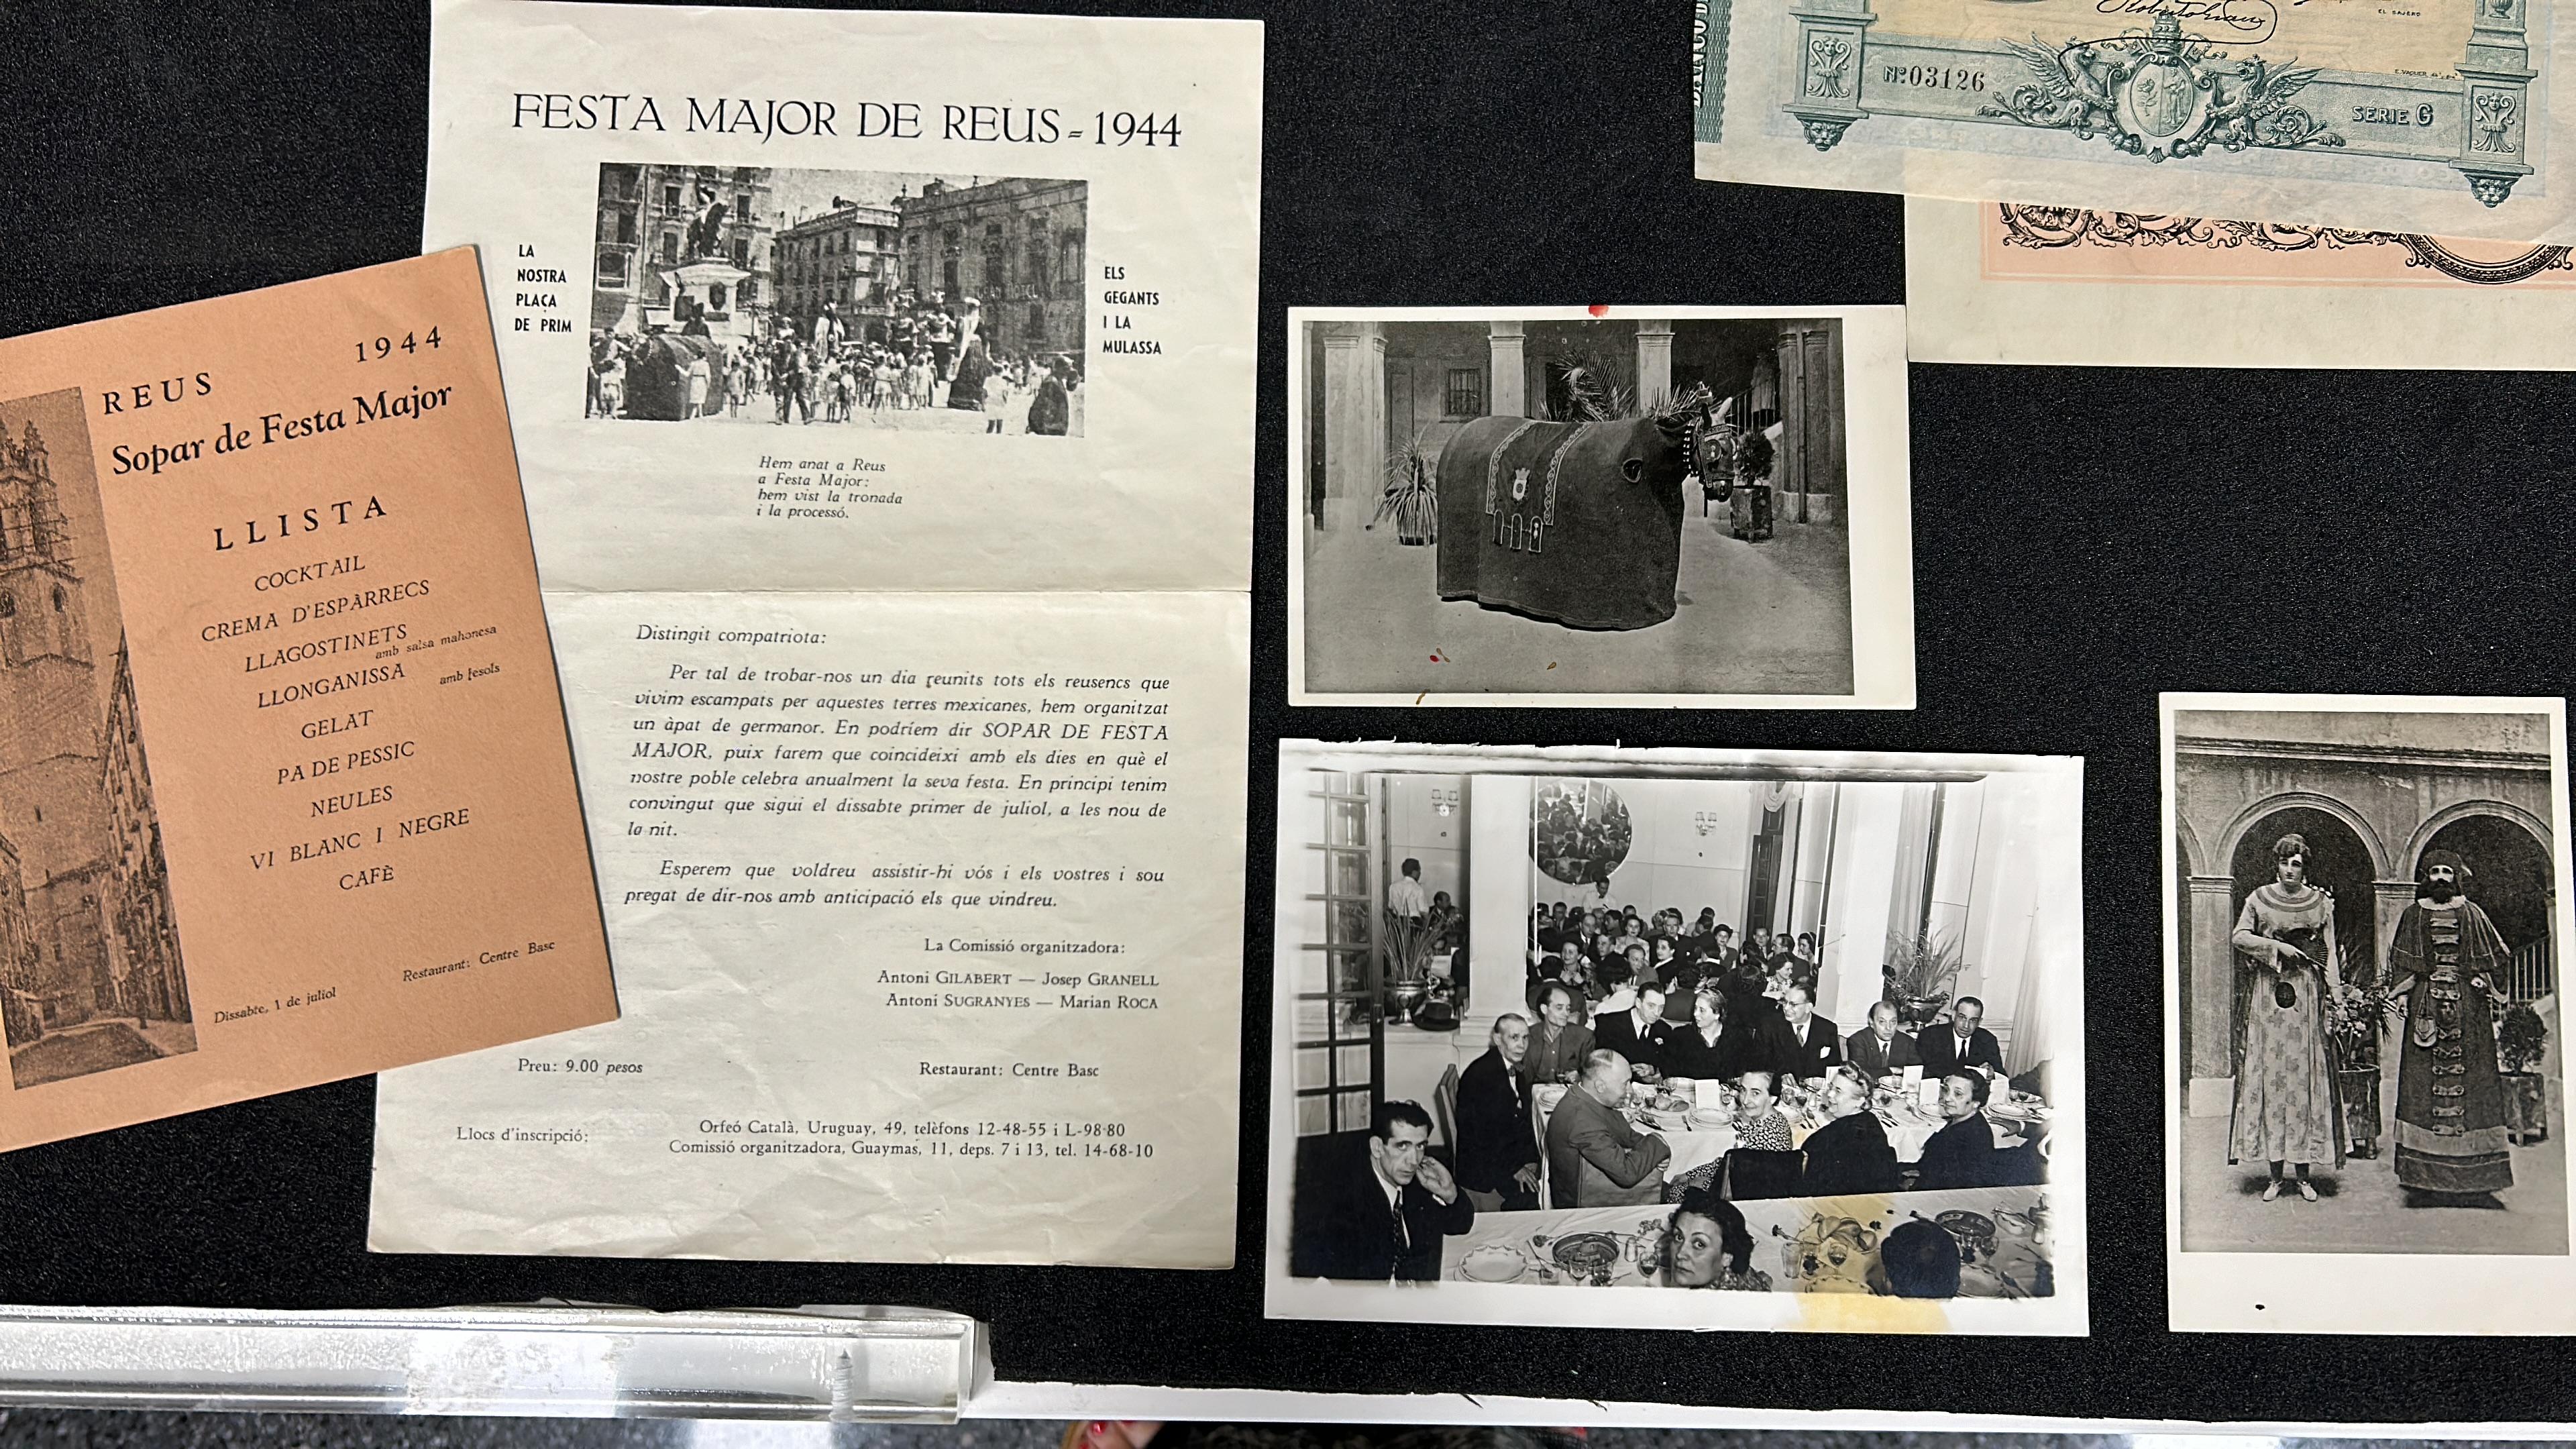 REUS 1944
Sopar de Festa Major
LLISTA
COCKTAIL
CREMA D'ESPÀRRECS
LLAGOSTINETS
amb salsa mahonesa
LLONGANISSA amb fesols
GELAT
PA DE PESSIC
NEULES
VI BLANC I NEGRE
CAFÈ
Dissabte, 1 de juliol Restaurant: Centre Basc
FESTA MAJOR DE REUS = 1944
LA
NOSTRA
PLAÇA
DE PRIM
ELS
GEGANTS
I LA
MULASSA
Hem anat a Reus
a Festa Major:
hem vist la tronada
i la processó.
Distingit compatriota:
Per tal de trobar-nos un dia reunits tots els reusencs que
vivim escampats per aquestes terres mexicanes, hem organitzat
un àpat de germanor. En podríem dir SOPAR DE FESTA
MAJOR, puix farem que coincideixi amb els dies en què el
nostre poble celebra anualment la seva festa. En principi tenim
convingut que sigui el dissabte primer de juliol, a les nou de
la nit.
Esperem que voldreu assistir-hi vós i els vostres i sou
pregat de dir-nos amb anticipació els que vindreu.
La Comissió organitzadora:
Antoni GILABERT — Josep GRANELL
Antoni SUGRANYES — Marian ROCA
Preu: 9.00 pesos Restaurant: Centre Basc
Llocs d'inscripció: Orfeó Català, Uruguay, 49, telèfons 12-48-55 i L-98-80
Comissió organitzadora, Guaymas, 11, deps. 7 i 13, tel. 14-68-10
EL CAJERO
Nº 03126
SERIE G